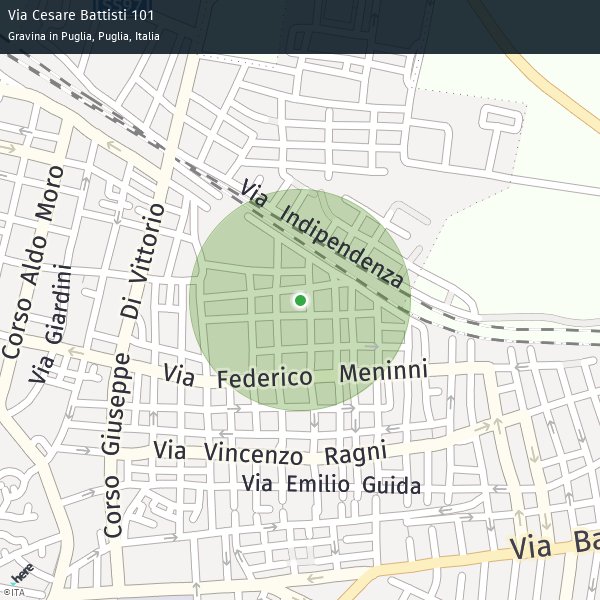 Via Cesare Battisti 101
Gravina in Puglia, Puglia, Italia
SS97
Via Indipendenza
Corso Aldo Moro
Via Giardini
Corso Giuseppe Di Vittorio
Via Federico Meninni
Via Vincenzo Ragni
Via Emilio Guida
Via Ba
here
©ITA